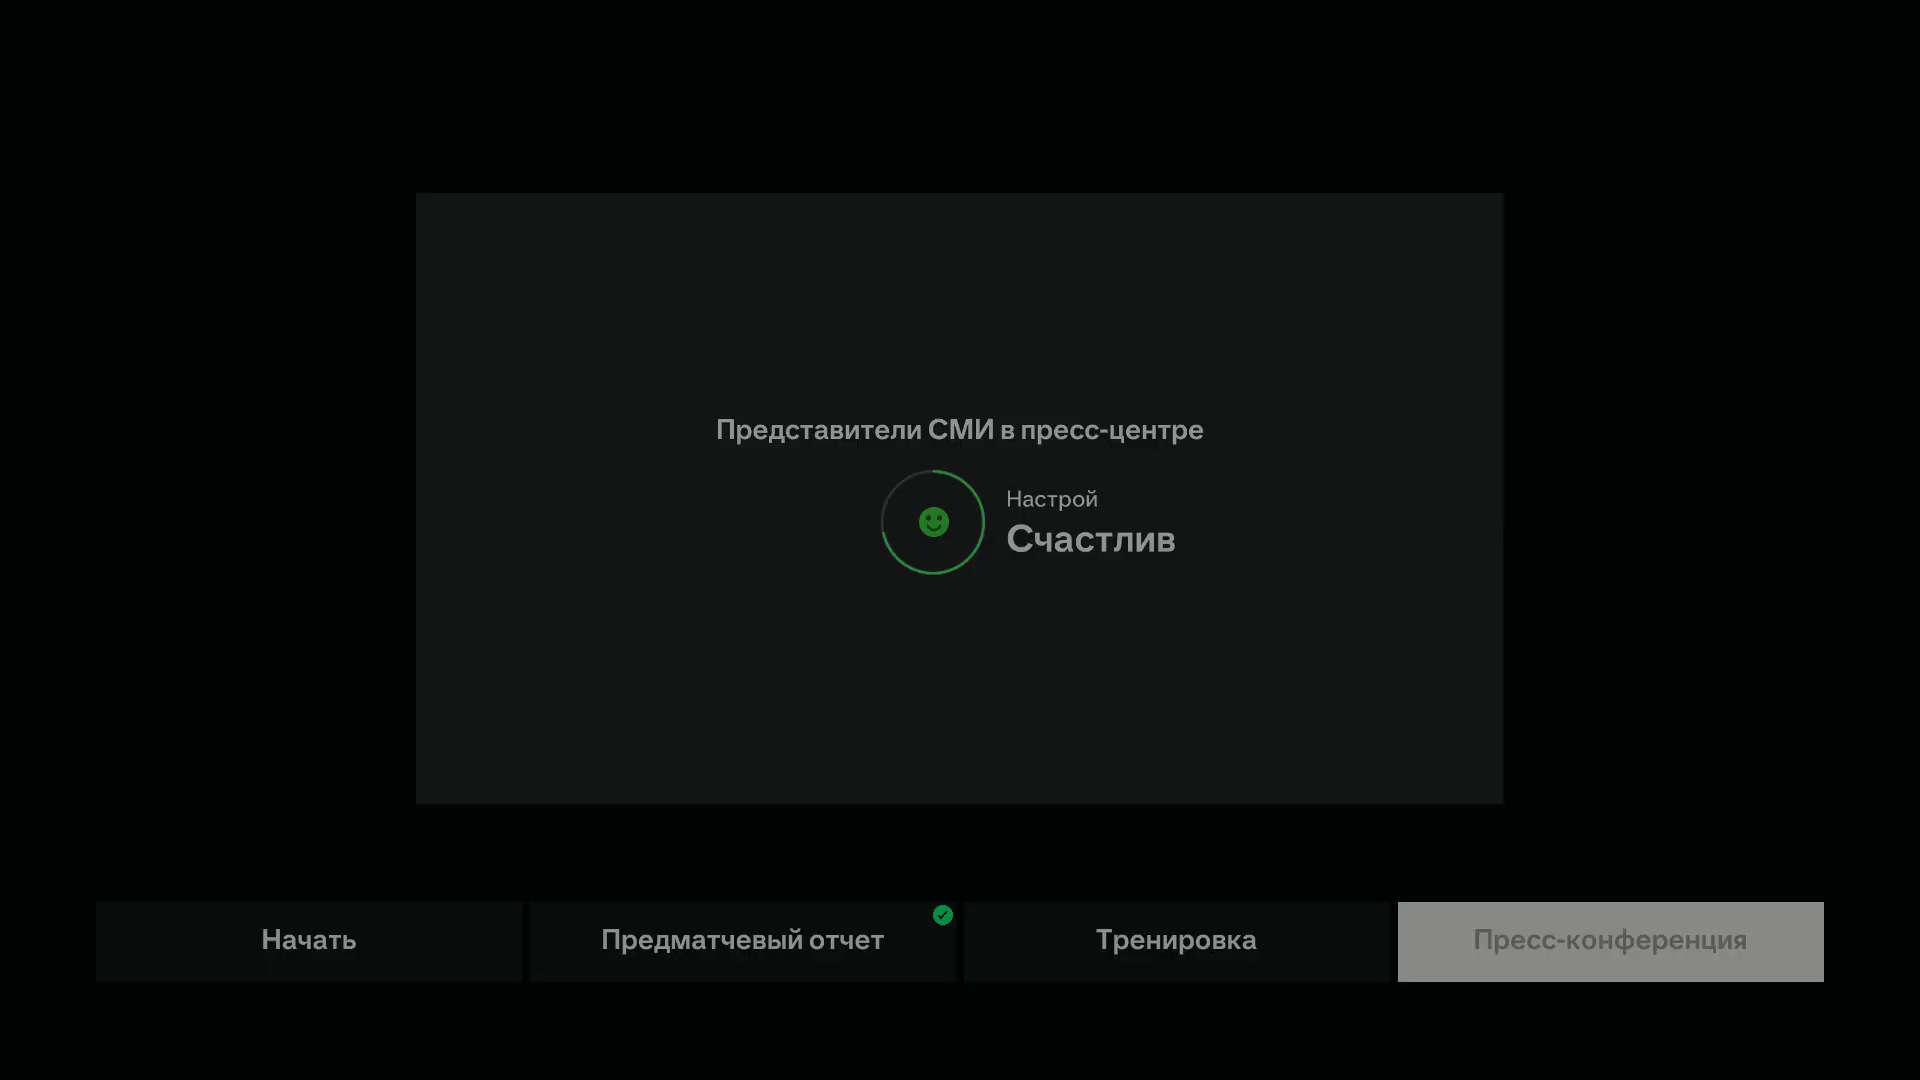 Представители СМИ в пресс-центре
Настрой
Счастлив
Начать
Предматчевый отчет
Тренировка
Пресс-конференция